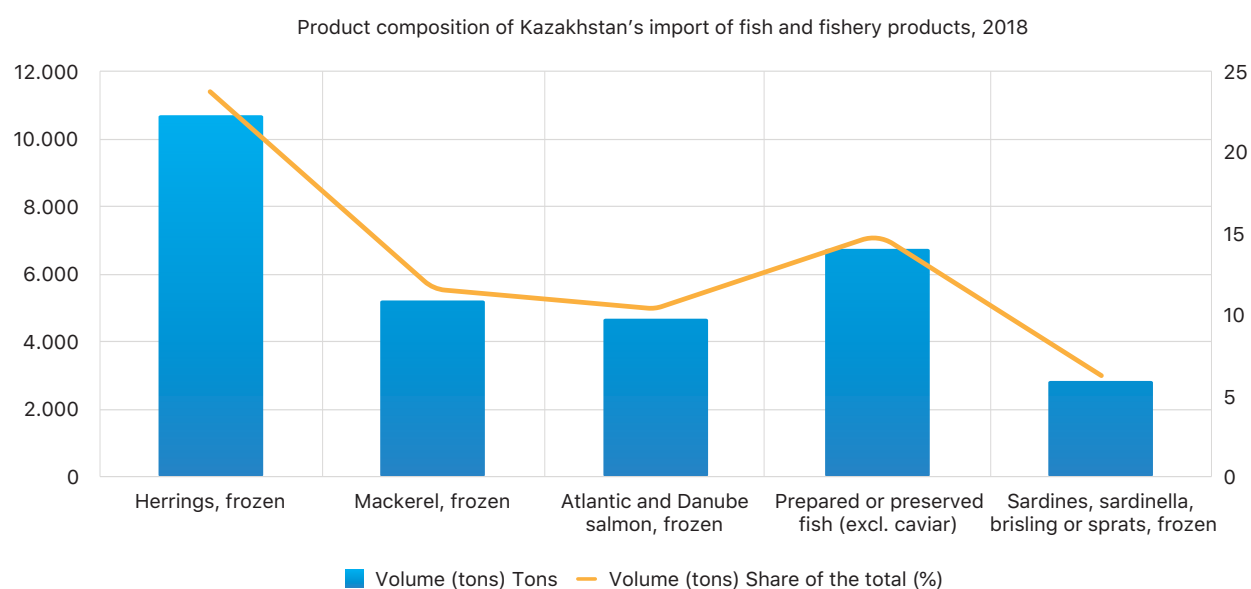 Product composition of Kazakhstan’s import of fish and fishery products, 2018
12.000
10.000
8.000
6.000
4.000
2.000
0
25
20
15
10
5
0
Herrings, frozen
Mackerel, frozen
Atlantic and Danube
salmon, frozen
Prepared or preserved
fish (excl. caviar)
Sardines, sardinella,
brisling or sprats, frozen
Volume (tons) Tons
Volume (tons) Share of the total (%)